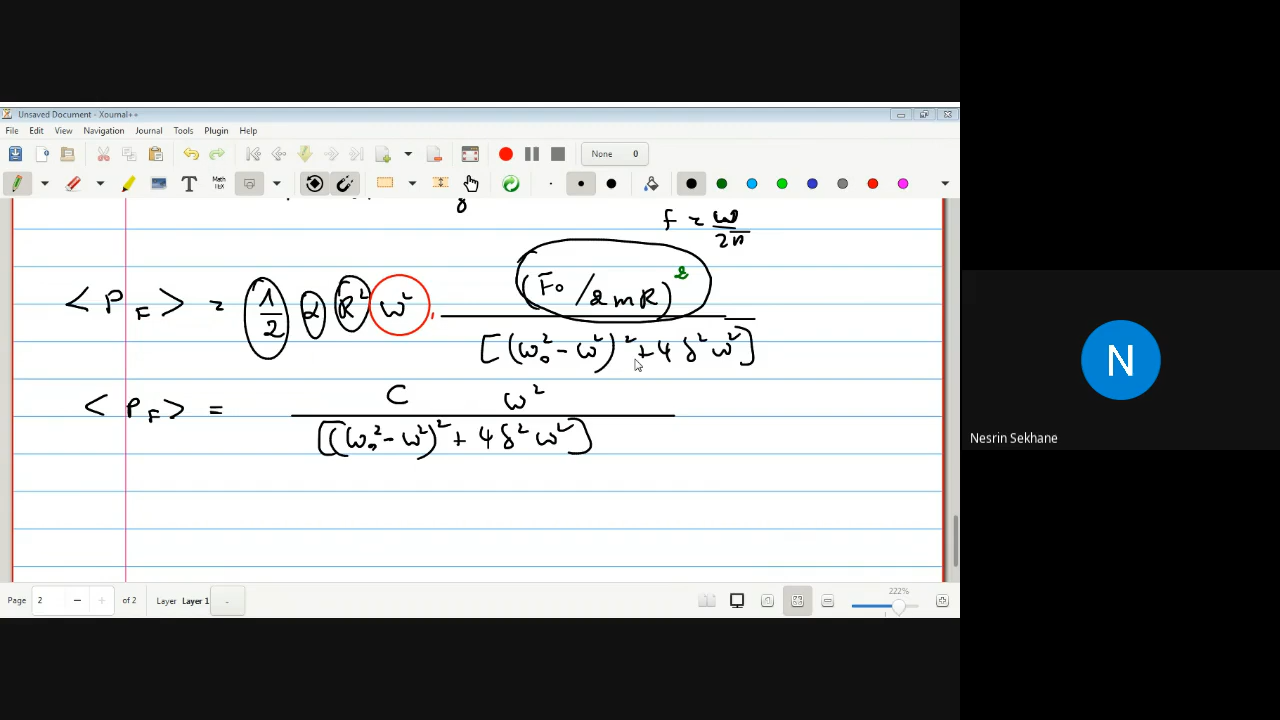 Unsaved Document - Xournal++
File Edit View Navigation Journal Tools Plugin Help
None 0
f = ω/2π
<P_F> = 1/2 α R² ω² . (F₀/2mR)² / [(ω₀² - ω²)² + 4δ²ω²]
<P_F> = C ω² / [(ω₀² - ω²)² + 4δ²ω²]
N
Nesrin Sekhane
Page 2 of 2 Layer Layer 1
222%